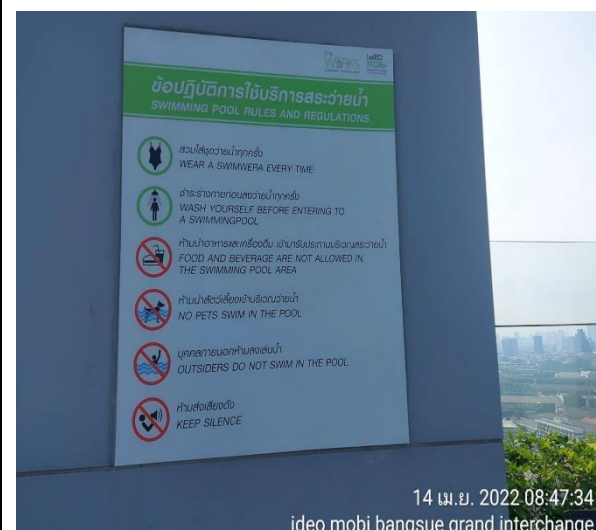 THE
WORKS
IDEO
MOBI
ข้อปฏิบัติการใช้บริการสระว่ายน้ำ
SWIMMING POOL RULES AND REGULATIONS
สวมใส่ชุดว่ายน้ำทุกครั้ง
WEAR A SWIMWERA EVERY TIME
ชำระร่างกายก่อนลงว่ายน้ำทุกครั้ง
WASH YOURSELF BEFORE ENTERING TO
A SWIMMINGPOOL
ห้ามนำอาหารและเครื่องดื่ม เข้ามารับประทานบริเวณสระว่ายน้ำ
FOOD AND BEVERAGE ARE NOT ALLOWED IN
THE SWIMMING POOL AREA
ห้ามนำสัตว์เลี้ยงเข้าบริเวณว่ายน้ำ
NO PETS SWIM IN THE POOL
บุคคลภายนอกห้ามลงเล่นน้ำ
OUTSIDERS DO NOT SWIM IN THE POOL
ห้ามส่งเสียงดัง
KEEP SILENCE
14 เม.ย. 2022 08:47:34
ideo mobi bangsue grand interchange